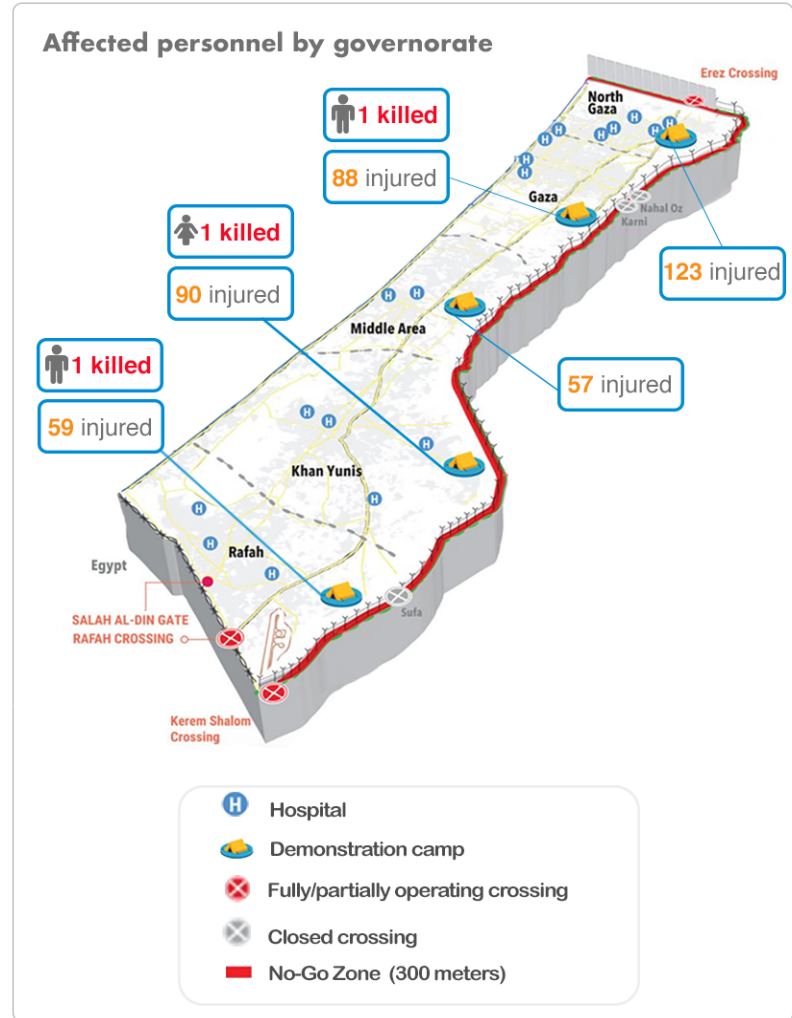 Affected personnel by governorate
Erez Crossing
North
Gaza
1 killed
88 injured
Gaza
Nahal Oz
Karni
1 killed
90 injured
123 injured
Middle Area
1 killed
59 injured
57 injured
Khan Yunis
Rafah
Egypt
SALAH AL-DIN GATE
RAFAH CROSSING
Sufa
Kerem Shalom
Crossing
H Hospital
Demonstration camp
Fully/partially operating crossing
Closed crossing
No-Go Zone (300 meters)